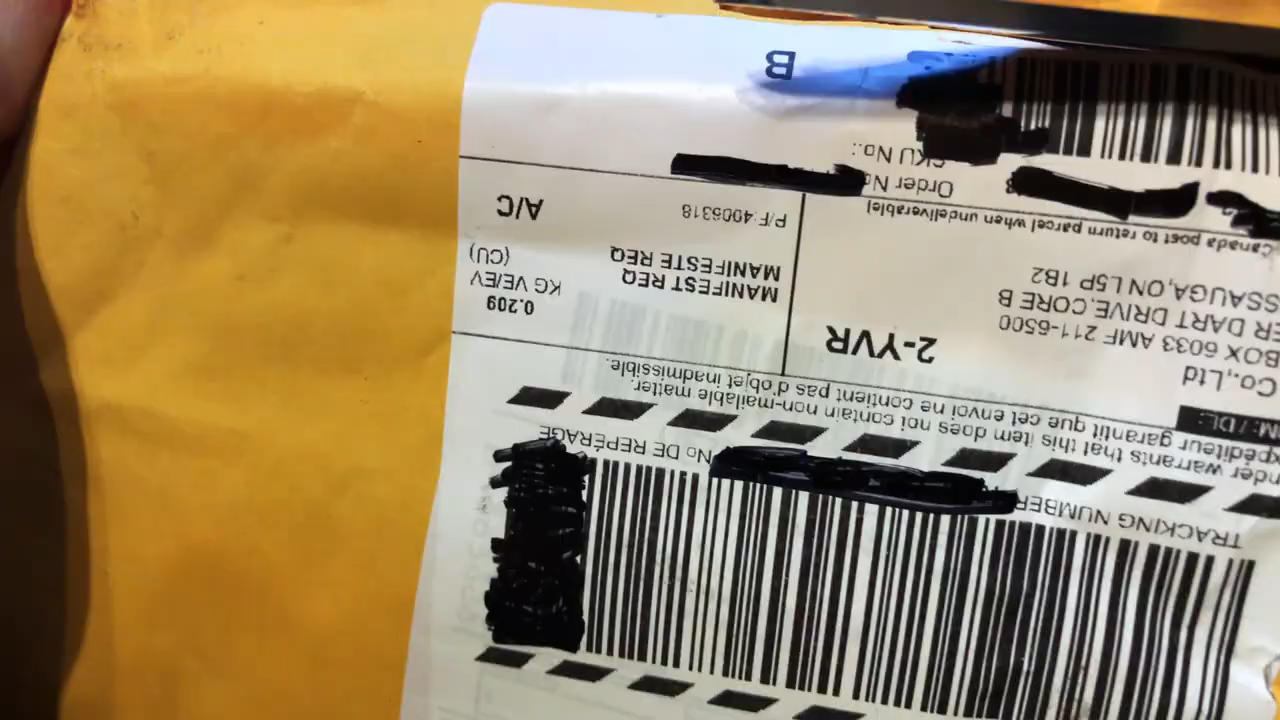 TRACKING NUMBER No DE REPÉRAGE
nder warrants that this item does not contain non-mailable matter.
xpéditeur garantit que cet envoi ne contient pas d'objet inadmissible.
M: / DL:
Co.,Ltd
BOX 6033 AMF 211-6500
ER DART DRIVE,CORE B
SSAUGA,ON L5P 1B2
Canada post to return when parcel undeliverable]
2-YVR
MANIFEST REQ
MANIFESTE REQ
P/F:4006318
0.209
KG VE/EV
(CU)
A/C
Order No
SKU No.:
B